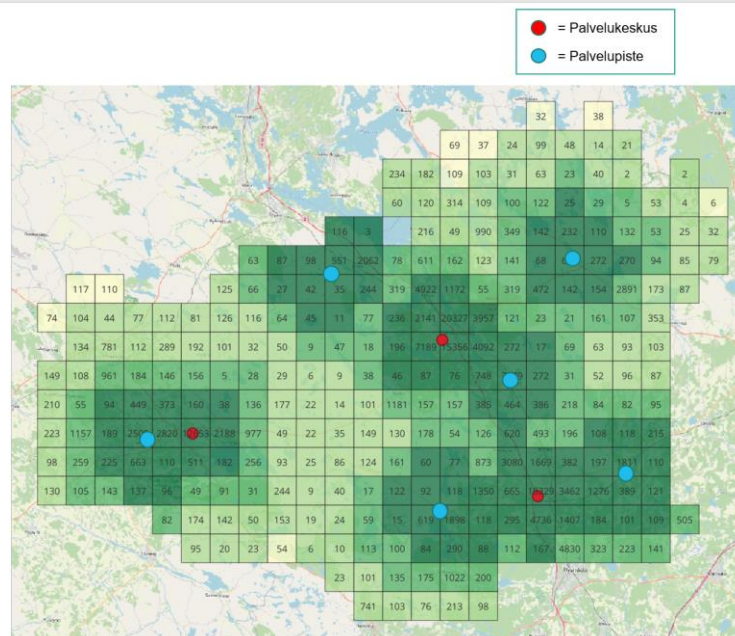 = Palvelukeskus
= Palvelupiste
32 38
69 37 24 99 48 14 21
234 182 109 103 31 63 23 40 2 2
60 120 314 109 100 122 25 29 5 53 4 6
116 3 216 49 990 349 142 232 110 132 53 25 32
63 87 98 551 2062 78 611 162 123 141 68 272 270 94 85 79
117 110 125 66 27 42 35 244 319 4922 1172 55 319 472 142 154 2891 173 87
74 104 44 77 112 81 126 116 64 45 11 77 236 2141 20327 3957 121 23 21 161 107 353
134 781 112 289 192 101 32 50 9 47 18 196 7189 15356 4092 272 17 69 63 93 103
149 108 961 184 146 156 5 28 29 6 9 38 46 87 76 748 272 31 52 96 87
210 55 94 449 373 160 38 136 177 22 14 101 1181 157 157 385 464 386 218 84 82 95
223 1157 189 2820 2188 977 49 22 35 149 130 178 54 126 620 493 196 108 118 215
98 259 225 663 110 511 182 256 93 25 86 124 161 60 77 873 3080 1669 382 197 1811 110
130 105 143 137 96 49 91 31 244 9 40 17 122 92 118 1350 665 3462 1276 389 121
82 174 142 50 153 19 24 59 15 619 1898 118 295 4736 1407 184 101 109 505
95 20 23 54 6 10 113 100 84 290 88 112 167 4830 323 223 141
23 101 135 175 1022 200
741 103 76 213 98